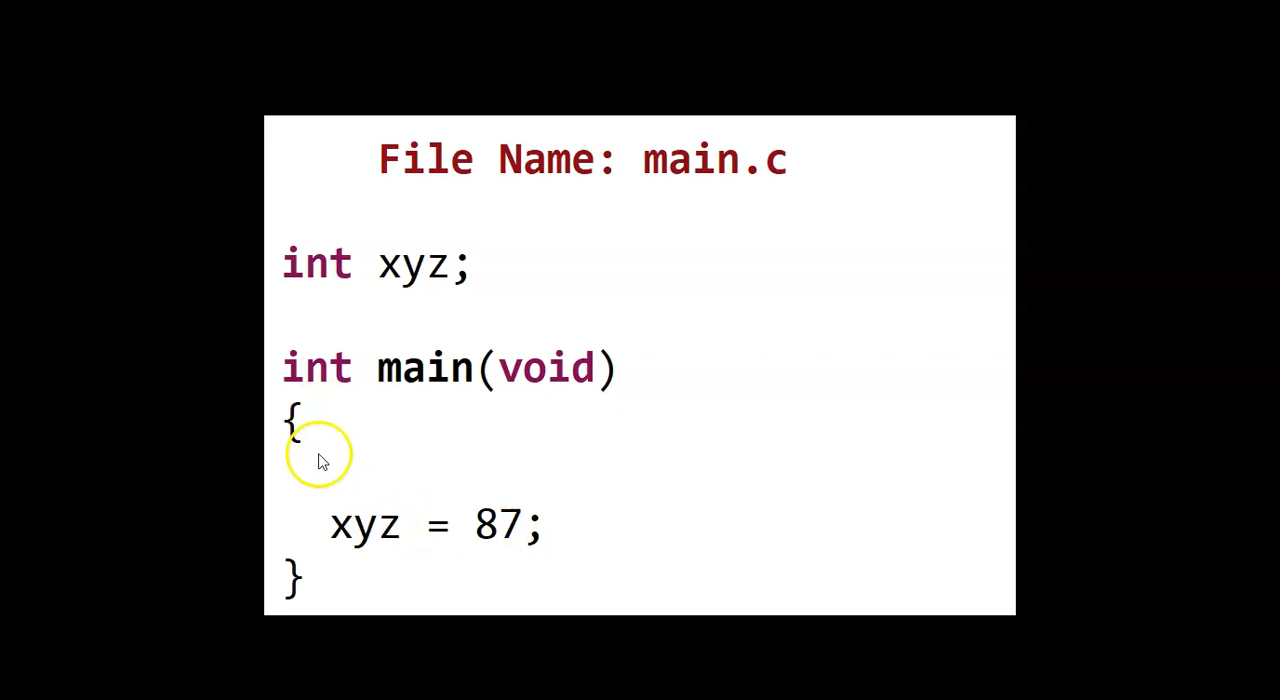 File Name: main.c
int xyz;
int main(void)
{
xyz = 87;
}